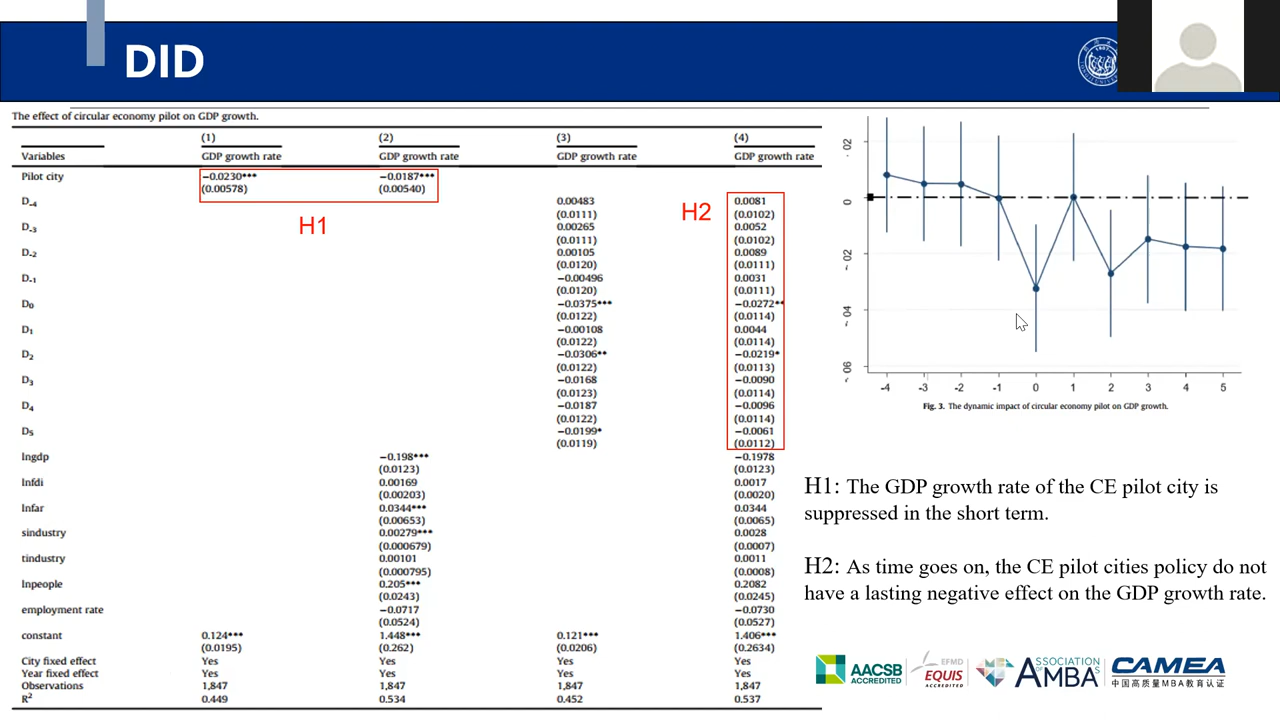 DID
The effect of circular economy pilot on GDP growth.
(1) (2) (3) (4)
Variables GDP growth rate GDP growth rate GDP growth rate GDP growth rate
Pilot city −0.0230*** −0.0187***
(0.00578) (0.00540)
D-4 0.00483 0.0081
(0.0111) (0.0102)
D-3 0.00265 0.0052
(0.0111) (0.0102)
D-2 0.00105 0.0089
(0.0120) (0.0111)
D-1 −0.00496 0.0031
(0.0120) (0.0111)
D0 −0.0375*** −0.0272**
(0.0122) (0.0114)
D1 −0.00108 0.0044
(0.0122) (0.0114)
D2 −0.0306** −0.0219*
(0.0122) (0.0113)
D3 −0.0168 −0.0090
(0.0123) (0.0114)
D4 −0.0187 −0.0096
(0.0122) (0.0114)
D5 −0.0199* −0.0061
(0.0119) (0.0112)
lngdp −0.198*** −0.1978
(0.0123) (0.0123)
lnfdi 0.00169 0.0017
(0.00203) (0.0020)
lnfar 0.0344*** 0.0344
(0.00653) (0.0065)
sindustry 0.00279*** 0.0028
(0.000679) (0.0007)
tindustry 0.00101 0.0011
(0.000795) (0.0008)
lnpeople 0.205*** 0.2082
(0.0243) (0.0245)
employment rate −0.0717 −0.0730
(0.0524) (0.0527)
constant 0.124*** 1.448*** 0.121*** 1.406***
(0.0195) (0.262) (0.0206) (0.2634)
City fixed effect Yes Yes Yes Yes
Year fixed effect Yes Yes Yes Yes
Observations 1,847 1,847 1,847 1,847
R2 0.449 0.534 0.452 0.537
H1
H2
.02
0
-.02
-.04
-.06
-4 -3 -2 -1 0 1 2 3 4 5
Fig. 3. The dynamic impact of circular economy pilot on GDP growth.
H1: The GDP growth rate of the CE pilot city is
suppressed in the short term.
H2: As time goes on, the CE pilot cities policy do not
have a lasting negative effect on the GDP growth rate.
AACSB
ACCREDITED
EFMD
EQUIS
ACCREDITED
ASSOCIATION
OF AMBAS
CAMEA
中国高质量MBA教育认证